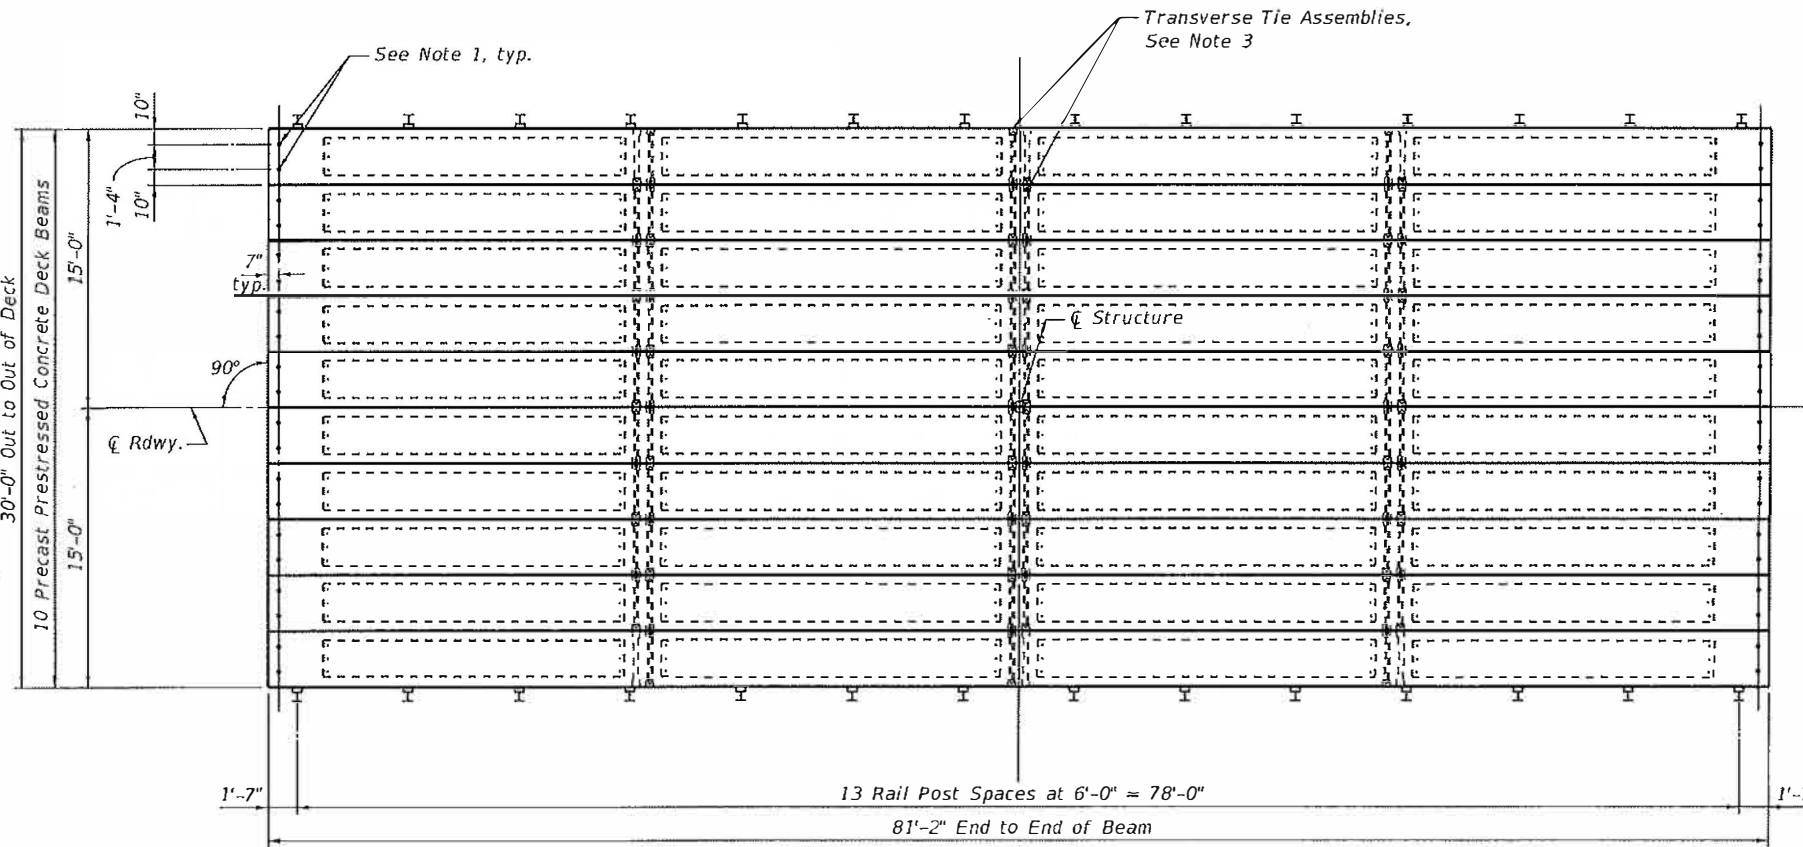 Transverse Tie Assemblies,
See Note 3
See Note 1, typ.
10"
1'-4"
10"
30'-0" Out to Out of Deck
10 Precast Prestressed Concrete Deck Beams
15'-0"
15'-0"
7"
typ.
℄ Structure
90°
℄ Rdwy.
1'-7"
13 Rail Post Spaces at 6'-0" = 78'-0"
81'-2" End to End of Beam